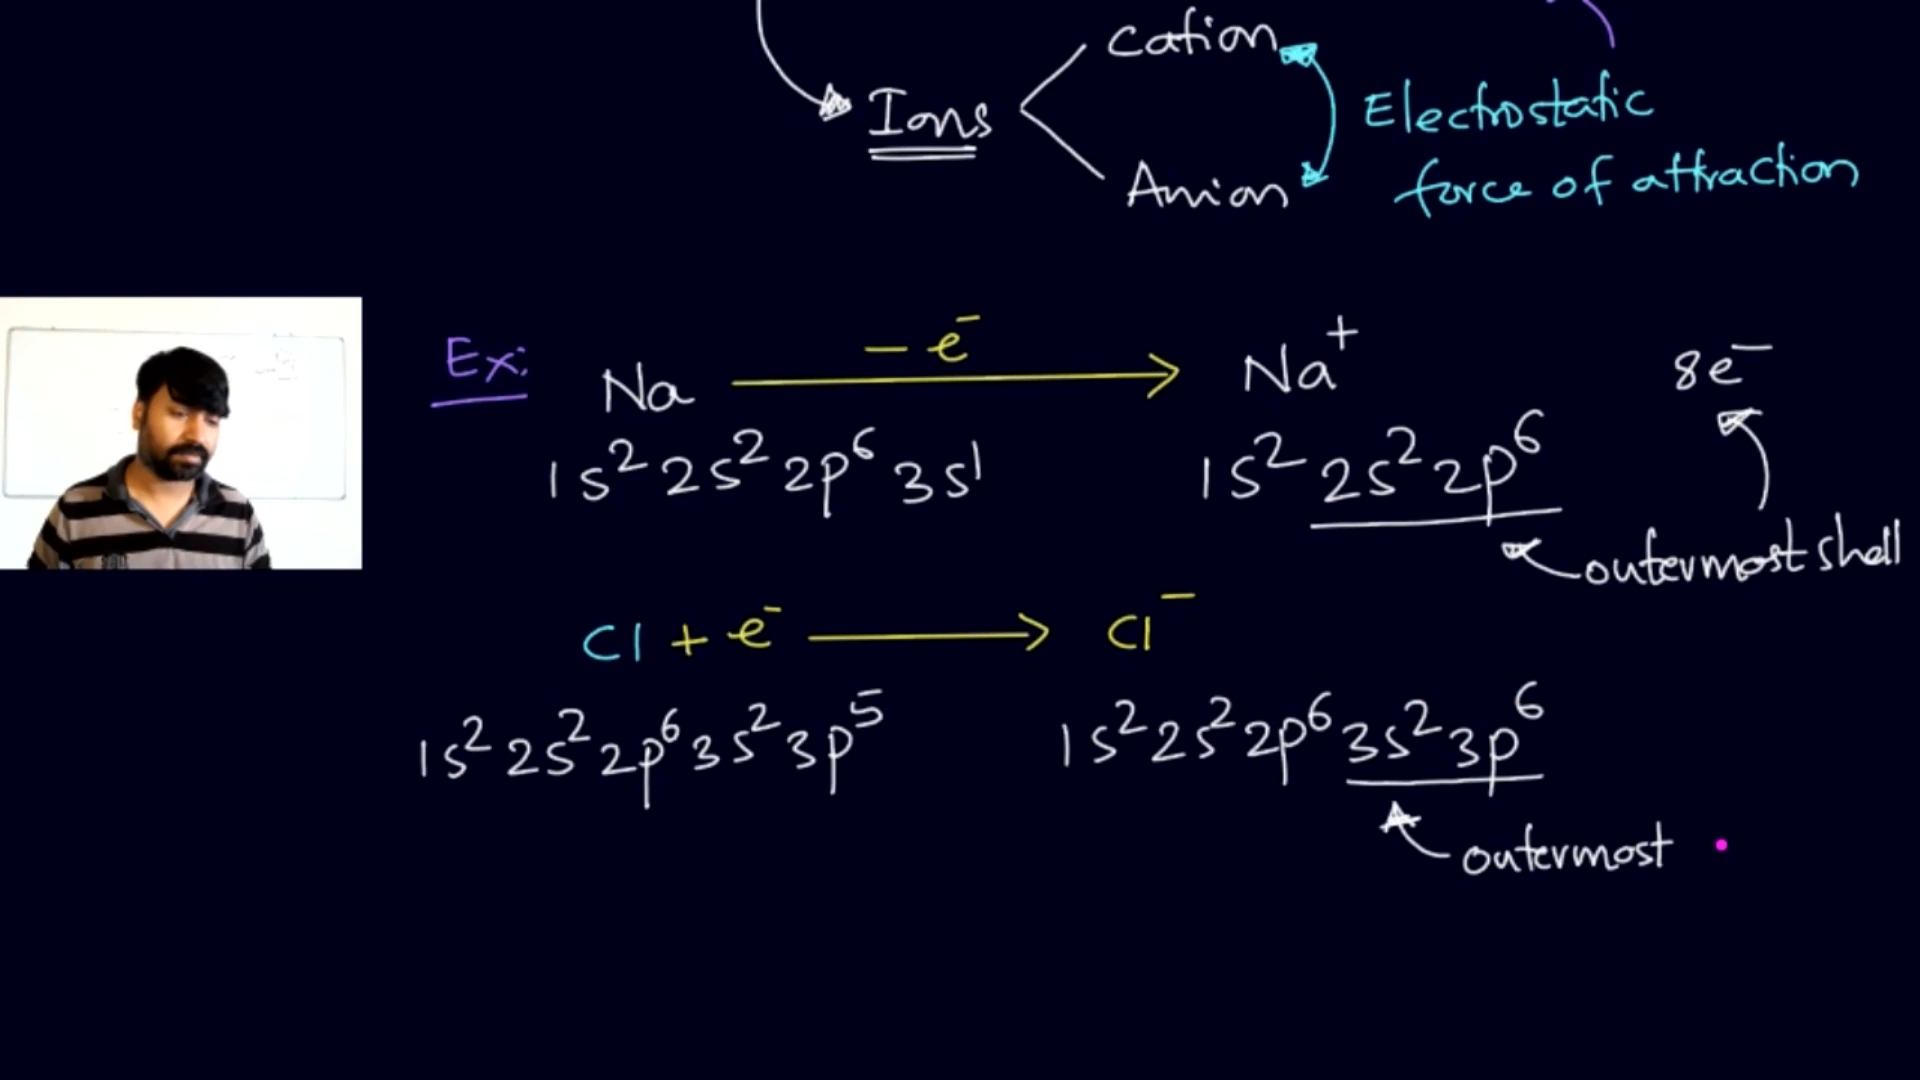 Cation
Ions
Electrostatic
force of attraction
Anion
Ex:
Na — e⁻ → Na⁺
8e⁻
1s² 2s² 2p⁶ 3s¹
1s² 2s² 2p⁶
outermost shell
Cl + e⁻ → Cl⁻
1s² 2s² 2p⁶ 3s² 3p⁵
1s² 2s² 2p⁶ 3s² 3p⁶
outermost